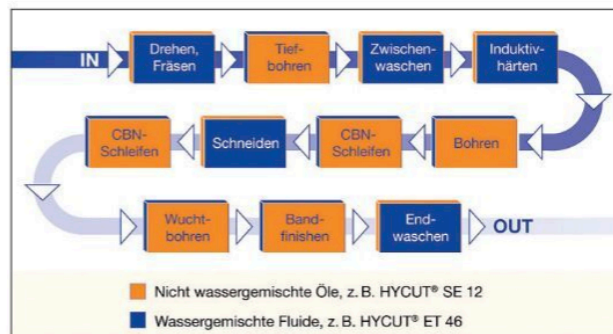 IN
Drehen,
Fräsen
Tief-
bohren
Zwischen-
waschen
Induktiv-
härten
CBN-
Schleifen
Schneiden
CBN-
Schleifen
Bohren
Wucht-
bohren
Band-
finishen
End-
waschen
OUT
Nicht wassergemischte Öle, z. B. HYCUT® SE 12
Wassergemischte Fluide, z. B. HYCUT® ET 46